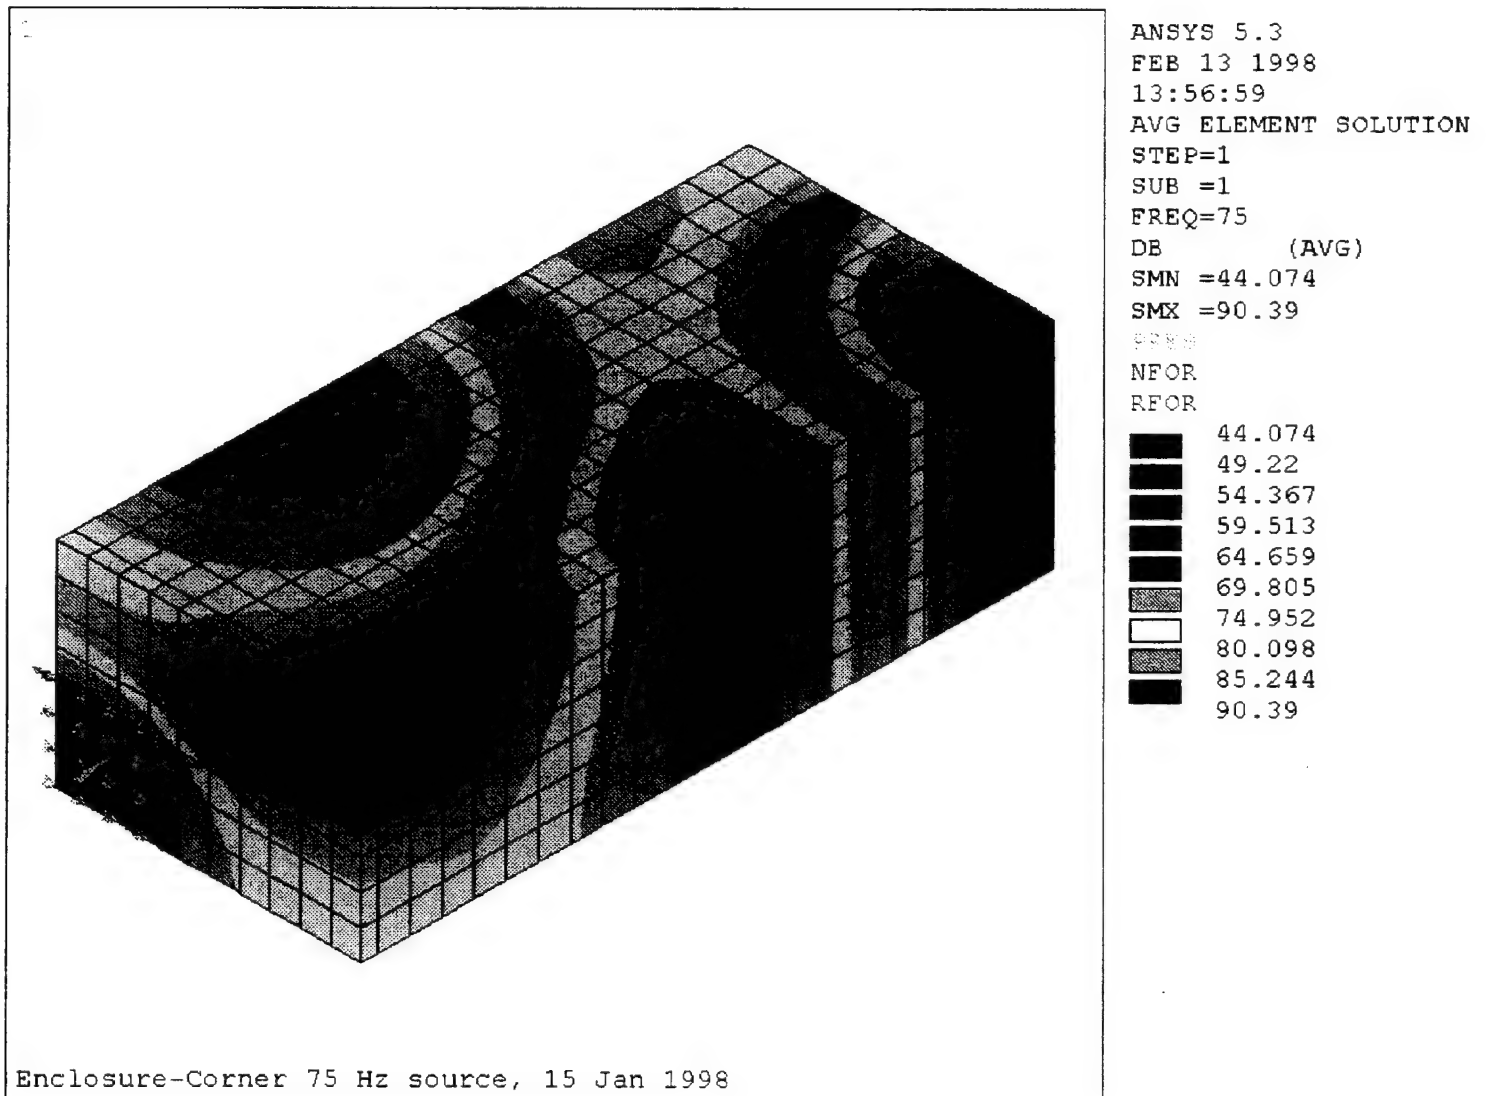 ANSYS 5.3
FEB 13 1998
13:56:59
AVG ELEMENT SOLUTION
STEP=1
SUB =1
FREQ=75
DB (AVG)
SMN =44.074
SMX =90.39
NFOR
RFOR
44.074
49.22
54.367
59.513
64.659
69.805
74.952
80.098
85.244
90.39
Enclosure-Corner 75 Hz source, 15 Jan 1998